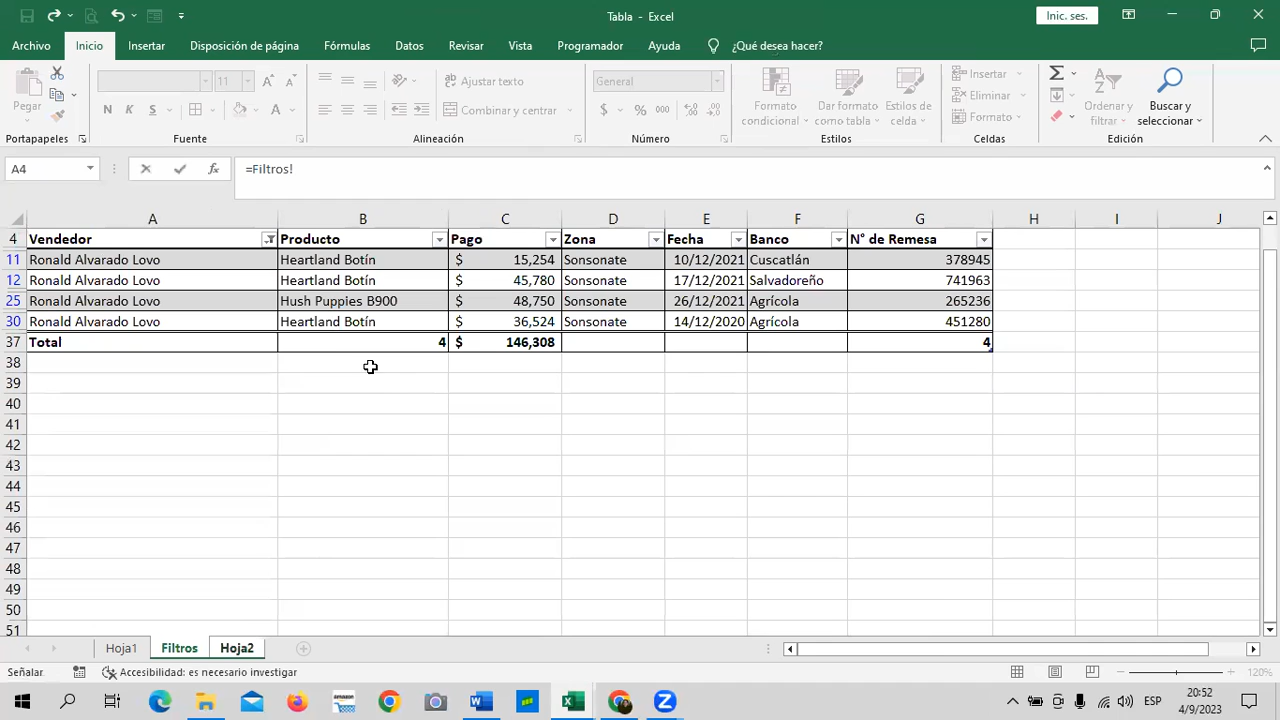 Tabla - Excel
Inic. ses.
Archivo Inicio Insertar Disposición de página Fórmulas Datos Revisar Vista Programador Ayuda ¿Qué desea hacer?
Pegar
Portapapeles
11
N K S
Fuente
Ajustar texto
Combinar y centrar
Alineación
General
$ % 000
Número
Formato condicional
Dar formato como tabla
Estilos de celda
Estilos
Insertar
Eliminar
Formato
Celdas
Ordenar y filtrar
Buscar y seleccionar
Edición
A4 fx =Filtros!
A B C D E F G H I J
4 Vendedor Producto Pago Zona Fecha Banco N° de Remesa
11 Ronald Alvarado Lovo Heartland Botín $ 15,254 Sonsonate 10/12/2021 Cuscatlán 378945
12 Ronald Alvarado Lovo Heartland Botín $ 45,780 Sonsonate 17/12/2021 Salvadoreño 741963
25 Ronald Alvarado Lovo Hush Puppies B900 $ 48,750 Sonsonate 26/12/2021 Agrícola 265236
30 Ronald Alvarado Lovo Heartland Botín $ 36,524 Sonsonate 14/12/2020 Agrícola 451280
37 Total 4 $ 146,308 4
38
39
40
41
42
43
44
45
46
47
48
49
50
51
Hoja1 Filtros Hoja2
Señalar Accesibilidad: es necesario investigar 120%
ESP
20:52
4/9/2023